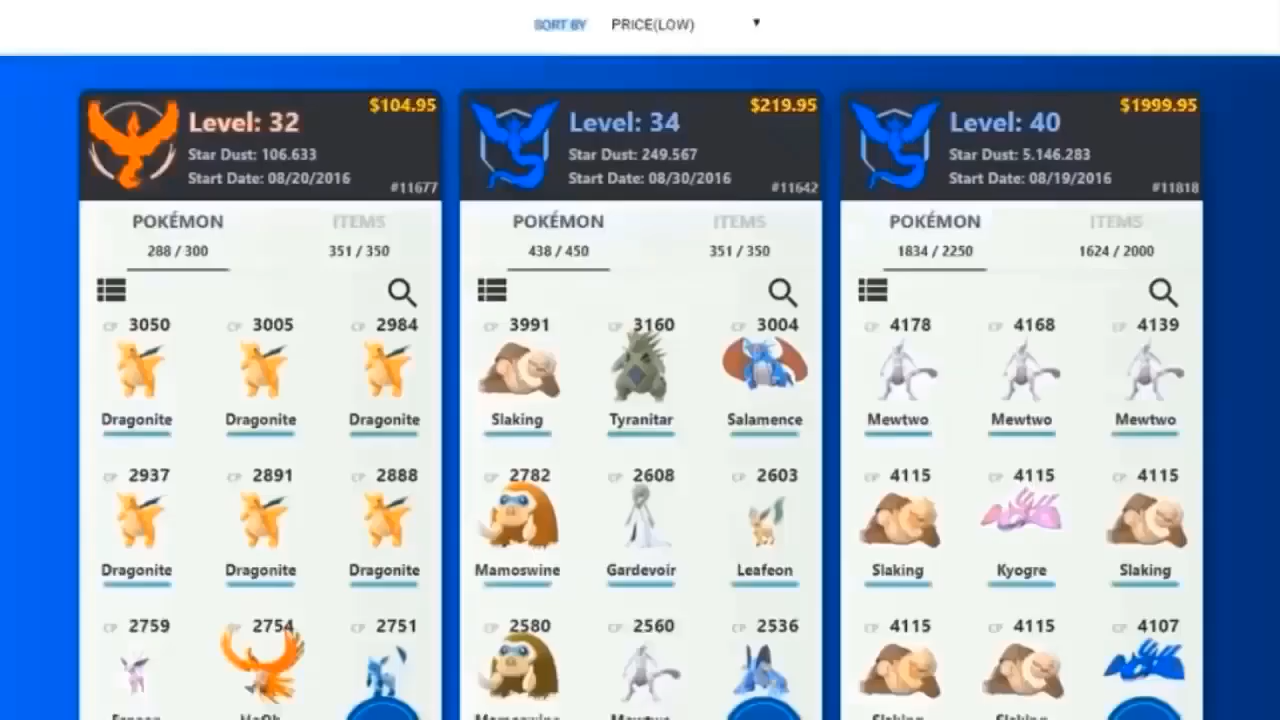 SORT BY PRICE(LOW)
$104.95
Level: 32
Star Dust: 106.633
Start Date: 08/20/2016
#11677
POKÉMON ITEMS
288 / 300 351 / 350
CP 3050 CP 3005 CP 2984
Dragonite Dragonite Dragonite
CP 2937 CP 2891 CP 2888
Dragonite Dragonite Dragonite
CP 2759 CP 2754 CP 2751
$219.95
Level: 34
Star Dust: 249.567
Start Date: 08/30/2016
#11642
POKÉMON ITEMS
438 / 450 351 / 350
CP 3991 CP 3160 CP 3004
Slaking Tyranitar Salamence
CP 2782 CP 2608 CP 2603
Mamoswine Gardevoir Leafeon
CP 2580 CP 2560 CP 2536
Mamoswine Mewtwo
$1999.95
Level: 40
Star Dust: 5.146.283
Start Date: 08/19/2016
#11818
POKÉMON ITEMS
1834 / 2250 1624 / 2000
CP 4178 CP 4168 CP 4139
Mewtwo Mewtwo Mewtwo
CP 4115 CP 4115 CP 4115
Slaking Kyogre Slaking
CP 4115 CP 4115 CP 4107
Slaking Slaking